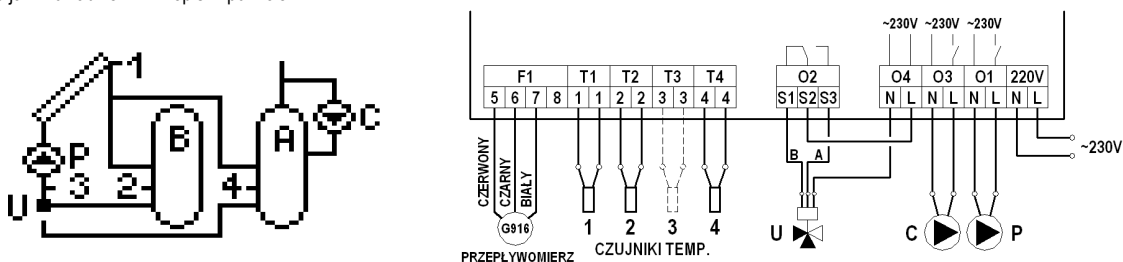 1
P
3
U
B
2
4
A
C
~230V ~230V ~230V
F1 T1 T2 T3 T4
O2 O4 O3 O1 220V
5 6 7 8 1 1 2 2 3 3 4 4
S1 S2 S3 N L N L N L N L
CZERWONY
CZARNY
BIAŁY
B A
~230V
G916
1 2 3 4
U C P
PRZEPŁYWOMIERZ
CZUJNIKI TEMP.